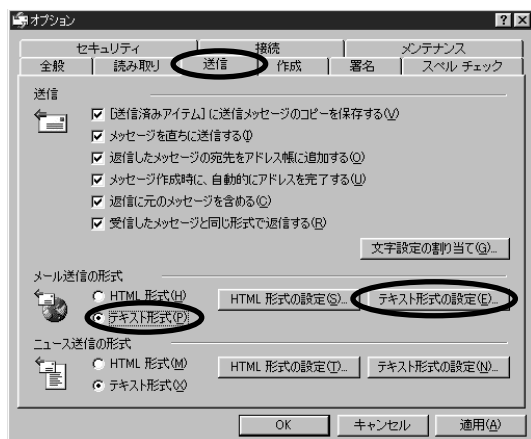 オプション
セキュリティ 接続 メンテナンス
全般 読み取り 送信 作成 署名 スペル チェック
送信
[送信済みアイテム] に送信メッセージのコピーを保存する(V)
メッセージを直ちに送信する(I)
返信したメッセージの宛先をアドレス帳に追加する(O)
メッセージ作成時に、自動的にアドレスを完了する(U)
返信に元のメッセージを含める(C)
受信したメッセージと同じ形式で返信する(R)
文字設定の割り当て(G)...
メール送信の形式
HTML 形式(H) HTML 形式の設定(S)... テキスト形式の設定(E)...
テキスト形式(P)
ニュース送信の形式
HTML 形式(M) HTML 形式の設定(T)... テキスト形式の設定(N)...
テキスト形式(X)
OK キャンセル 適用(A)